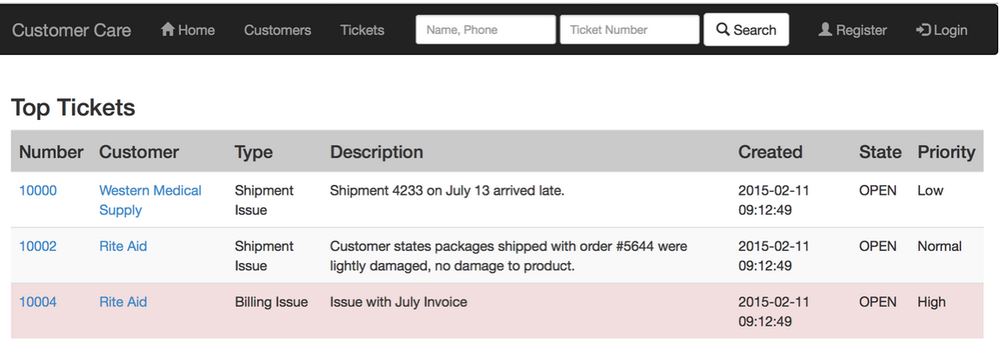 Customer Care Home Customers Tickets Name, Phone Ticket Number Search Register Login
Top Tickets
Number Customer Type Description Created State Priority
10000 Western Medical Shipment Shipment 4233 on July 13 arrived late. 2015-02-11 OPEN Low
Supply Issue 09:12:49
10002 Rite Aid Shipment Customer states packages shipped with order #5644 were 2015-02-11 OPEN Normal
Issue lightly damaged, no damage to product. 09:12:49
10004 Rite Aid Billing Issue Issue with July Invoice 2015-02-11 OPEN High
09:12:49